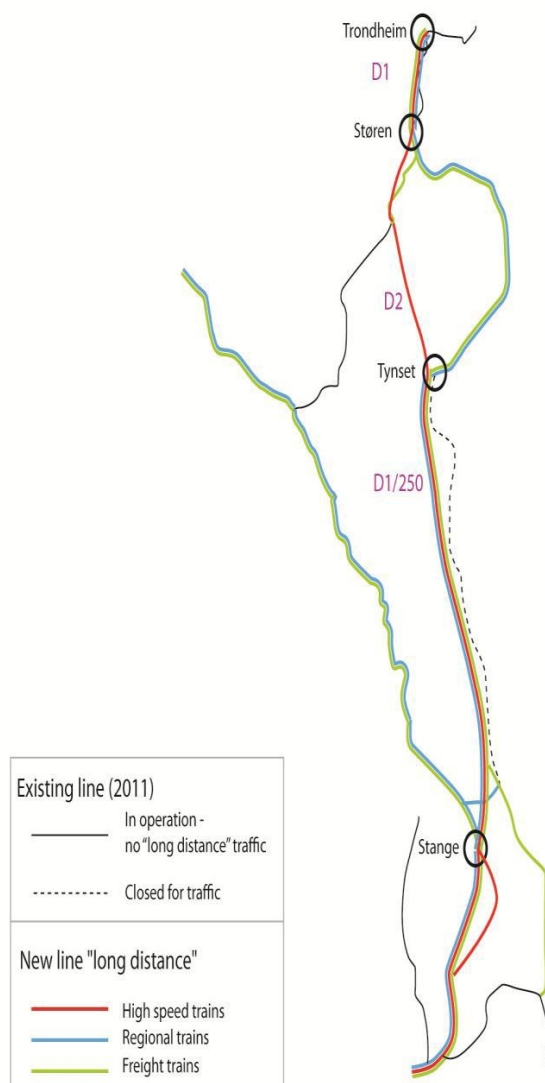 Trondheim
D1
Støren
D2
Tynset
D1/250
Stange
Existing line (2011)
In operation -
no "long distance" traffic
Closed for traffic
New line "long distance"
High speed trains
Regional trains
Freight trains